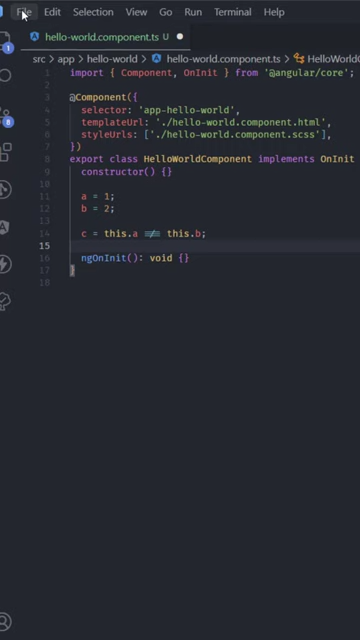 File Edit Selection View Go Run Terminal Help
hello-world.component.ts U
src > app > hello-world > hello-world.component.ts > HelloWorldC
1 import { Component, OnInit } from '@angular/core';
2
3 @Component({
4 selector: 'app-hello-world',
5 templateUrl: './hello-world.component.html',
6 styleUrls: ['./hello-world.component.scss'],
7 })
8 export class HelloWorldComponent implements OnInit
9 constructor() {}
10
11 a = 1;
12 b = 2;
13
14 c = this.a !== this.b;
15
16 ngOnInit(): void {}
17 }
18
1
8